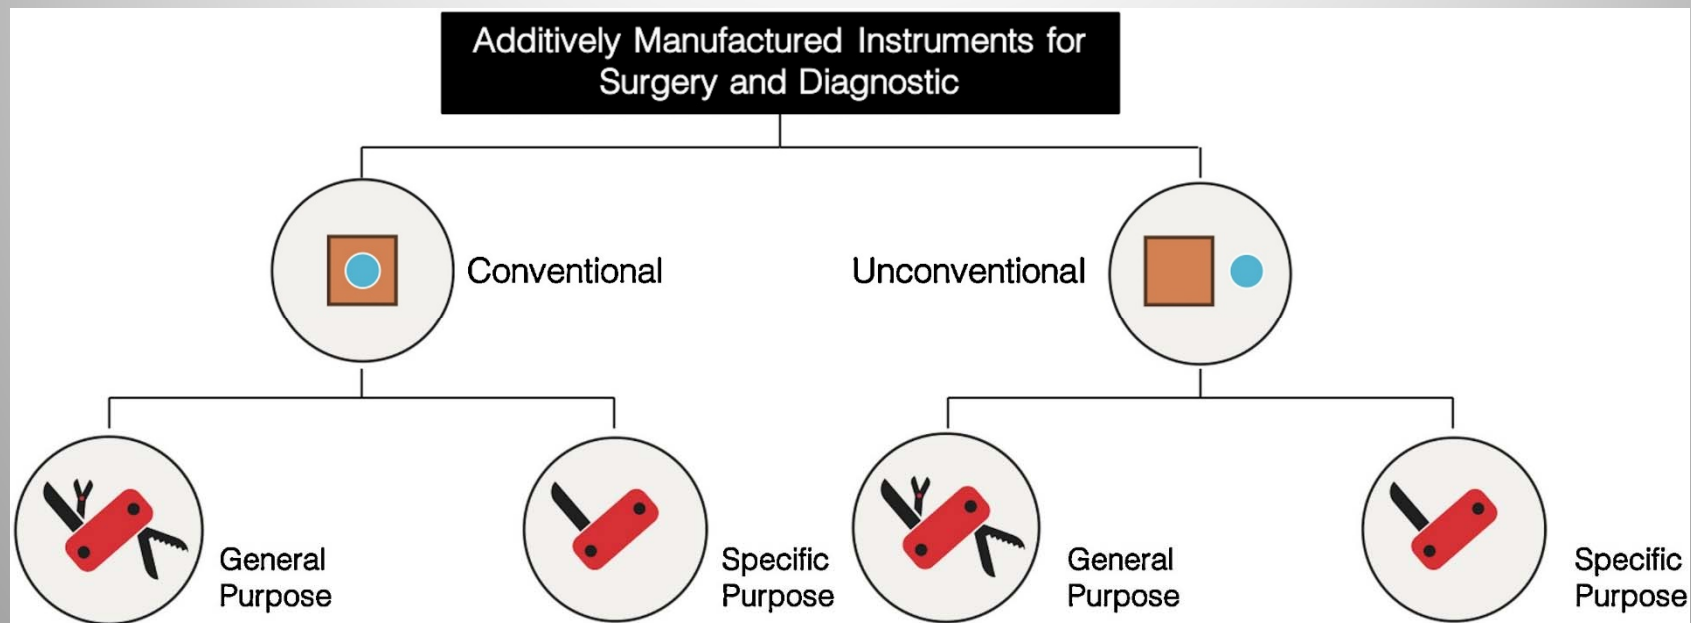 Additively Manufactured Instruments for
Surgery and Diagnostic
Conventional
Unconventional
General
Purpose
Specific
Purpose
General
Purpose
Specific
Purpose